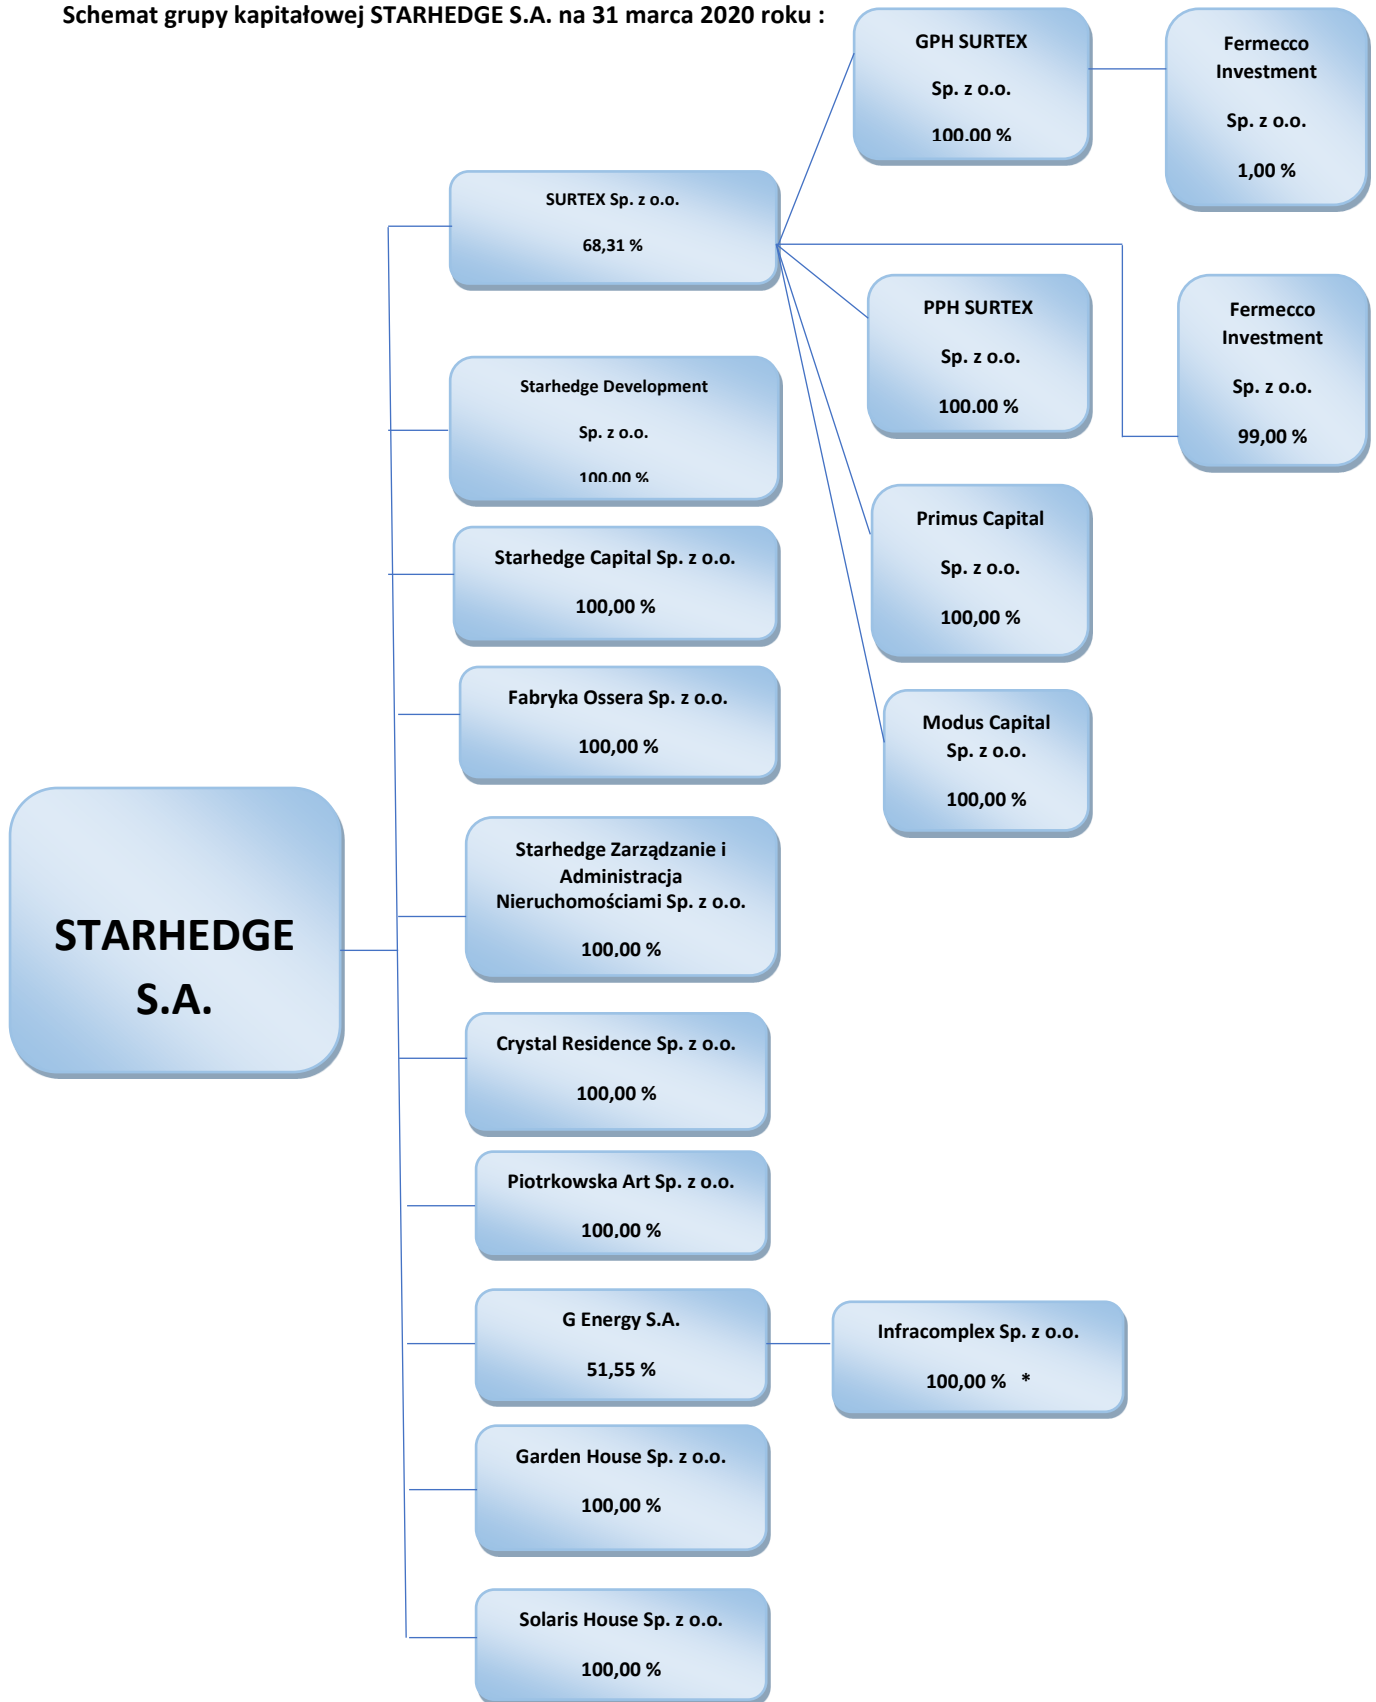 Schemat grupy kapitałowej STARHEDGE S.A. na 31 marca 2020 roku :
GPH SURTEX
Sp. z o.o.
100.00 %
Fermecco
Investment
Sp. z o.o.
1,00 %
SURTEX Sp. z o.o.
68,31 %
PPH SURTEX
Sp. z o.o.
100.00 %
Fermecco
Investment
Sp. z o.o.
99,00 %
Starhedge Development
Sp. z o.o.
100.00 %
Primus Capital
Sp. z o.o.
100,00 %
Starhedge Capital Sp. z o.o.
100,00 %
Fabryka Ossera Sp. z o.o.
100,00 %
Modus Capital
Sp. z o.o.
100,00 %
STARHEDGE
S.A.
Starhedge Zarządzanie i
Administracja
Nieruchomościami Sp. z o.o.
100,00 %
Crystal Residence Sp. z o.o.
100,00 %
Piotrkowska Art Sp. z o.o.
100,00 %
G Energy S.A.
51,55 %
Infracomplex Sp. z o.o.
100,00 % *
Garden House Sp. z o.o.
100,00 %
Solaris House Sp. z o.o.
100,00 %